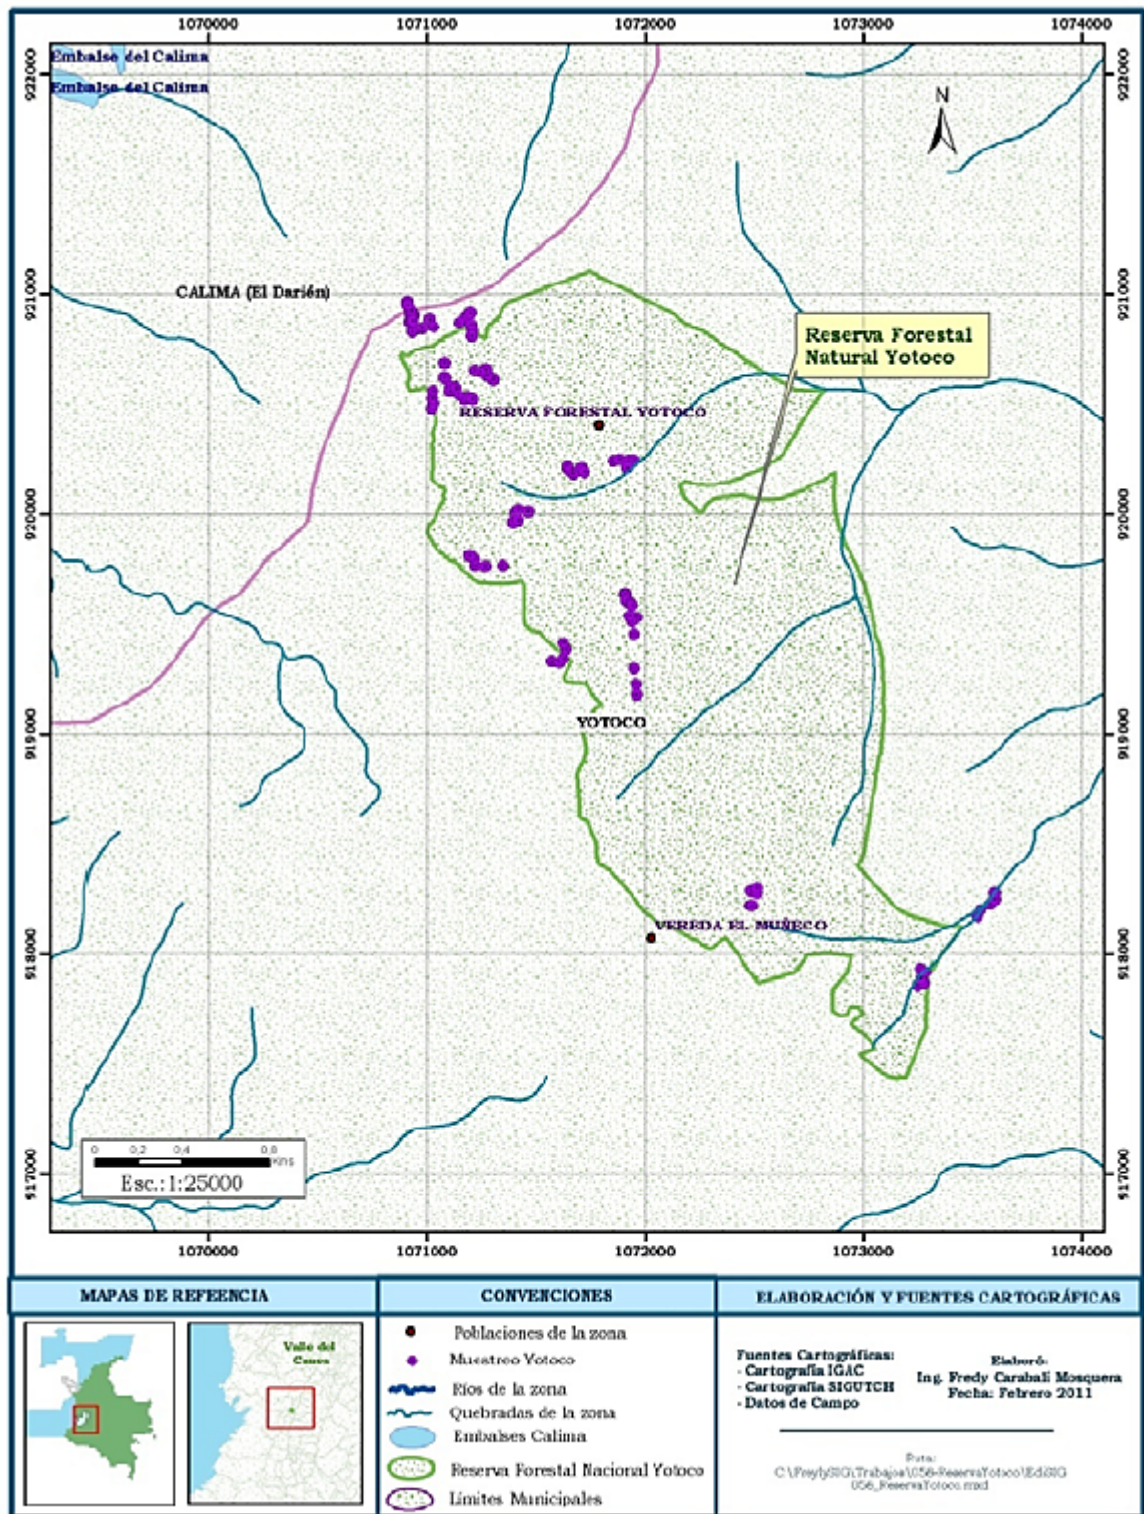 1070000 1071000 1072000 1073000 1074000
922000
922000
Embalse del Calima
Embalse del Calima
N
CALIMA (El Darién)
921000
921000
Reserva Forestal
Natural Yotoco
RESERVA FORESTAL YOTOCO
920000
920000
YOTOCO
919000
919000
VEREDA EL MUÑECO
918000
918000
0 0,2 0,4 0,8
Kms
Esc.: 1:25000
917000
917000
1070000 1071000 1072000 1073000 1074000
MAPAS DE REFEENCIA
Valle del
Cauca
CONVENCIONES
Poblaciones de la zona
Muestreo Yotoco
Ríos de la zona
Quebradas de la zona
Embalses Calima
Reserva Forestal Nacional Yotoco
Límites Municipales
ELABORACIÓN Y FUENTES CARTOGRÁFICAS
Fuentes Cartográficas:
- Cartografía IGAC
- Cartografía SIGUTCH
- Datos de Campo
Elaboró:
Ing. Fredy Carabalí Mosquera
Fecha: Febrero 2011
Ruta:
056_ReservaYotoco.mxd